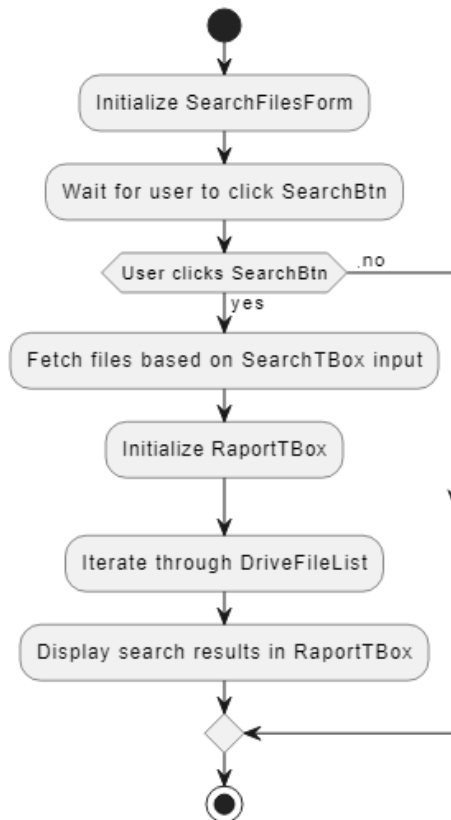 Initialize SearchFilesForm
Wait for user to click SearchBtn
User clicks SearchBtn
no
yes
Fetch files based on SearchTBox input
Initialize RaportTBox
Iterate through DriveFileList
Display search results in RaportTBox